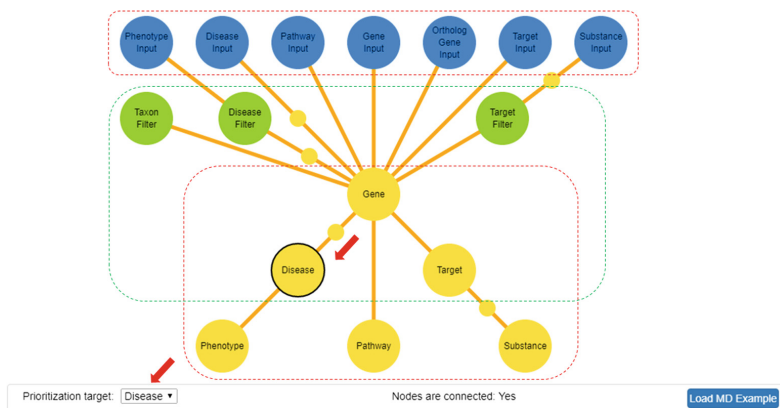 Phenotype
Input
Disease
Input
Pathway
Input
Gene
Input
Ortholog
Gene
Input
Target
Input
Substance
Input
Taxon
Filter
Disease
Filter
Target
Filter
Gene
Disease
Target
Phenotype
Pathway
Substance
Prioritization target: Disease ▾ Nodes are connected: Yes Load MD Example